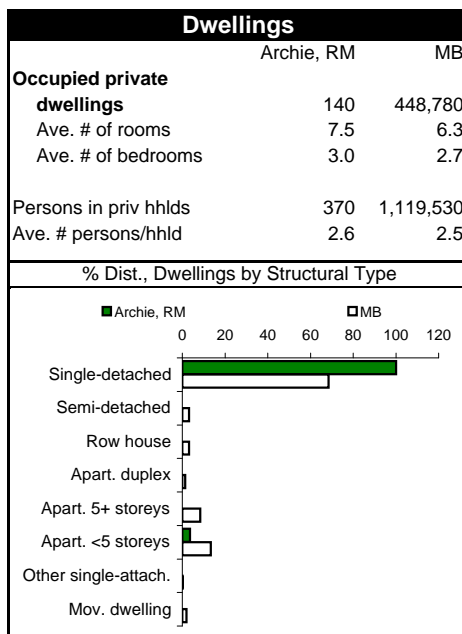 Dwellings
Archie, RM MB
Occupied private
dwellings 140 448,780
Ave. # of rooms 7.5 6.3
Ave. # of bedrooms 3.0 2.7
Persons in priv hhlds 370 1,119,530
Ave. # persons/hhld 2.6 2.5
% Dist., Dwellings by Structural Type
Archie, RM MB
0 20 40 60 80 100 120
Single-detached
Semi-detached
Row house
Apart. duplex
Apart. 5+ storeys
Apart. <5 storeys
Other single-attach.
Mov. dwelling